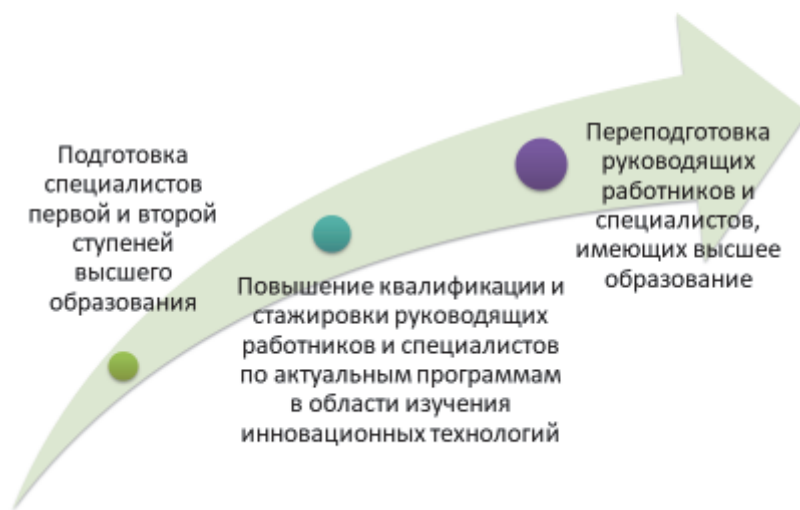 Подготовка
специалистов
первой и второй
ступеней
высшего
образования
Повышение квалификации и
стажировки руководящих
работников и специалистов
по актуальным программам
в области изучения
инновационных технологий
Переподготовка
руководящих
работников и
специалистов,
имеющих высшее
образование